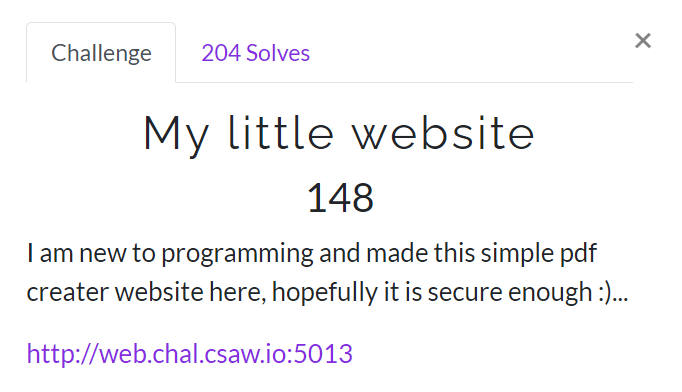 Challenge
204 Solves
×
My little website
148
I am new to programming and made this simple pdf
creater website here, hopefully it is secure enough :)...
http://web.chal.csaw.io:5013